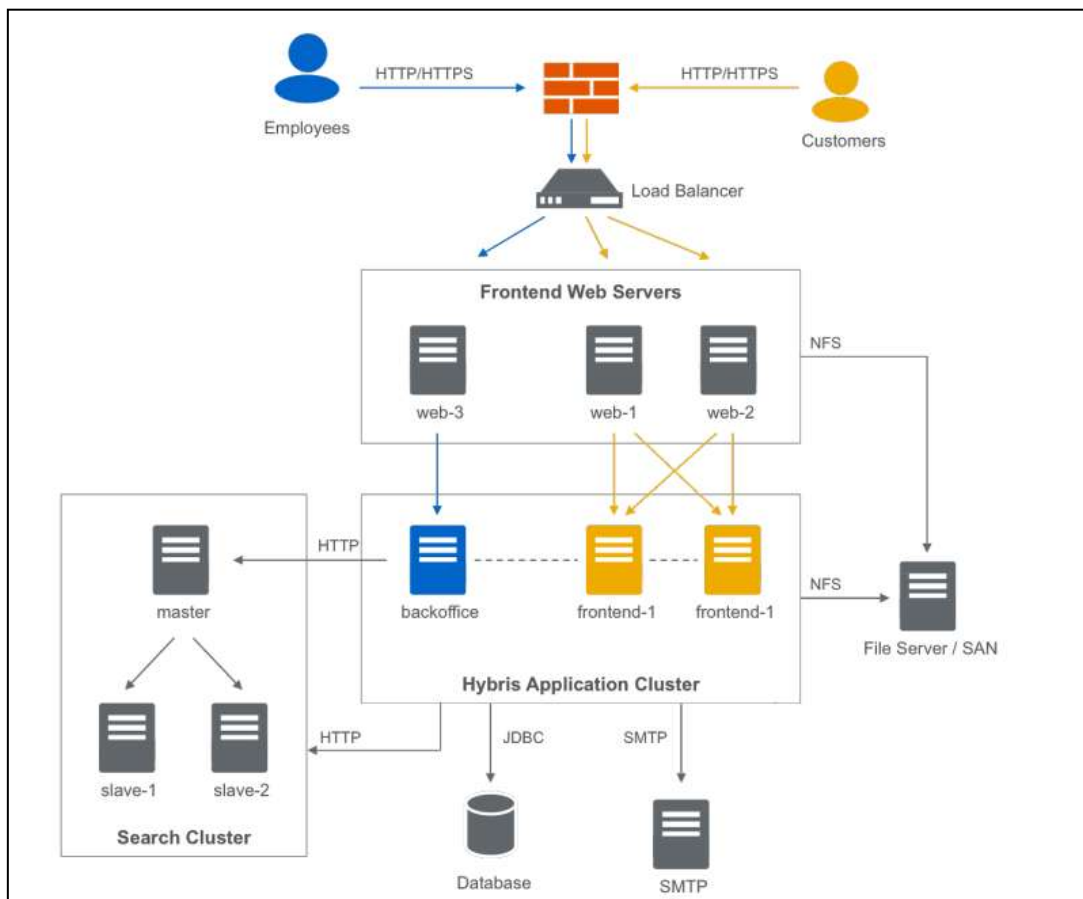 HTTP/HTTPS
HTTP/HTTPS
Employees
Customers
Load Balancer
Frontend Web Servers
NFS
web-3
web-1
web-2
HTTP
NFS
master
backoffice
frontend-1
frontend-1
File Server / SAN
Hybris Application Cluster
HTTP
JDBC
SMTP
slave-1
slave-2
Search Cluster
Database
SMTP